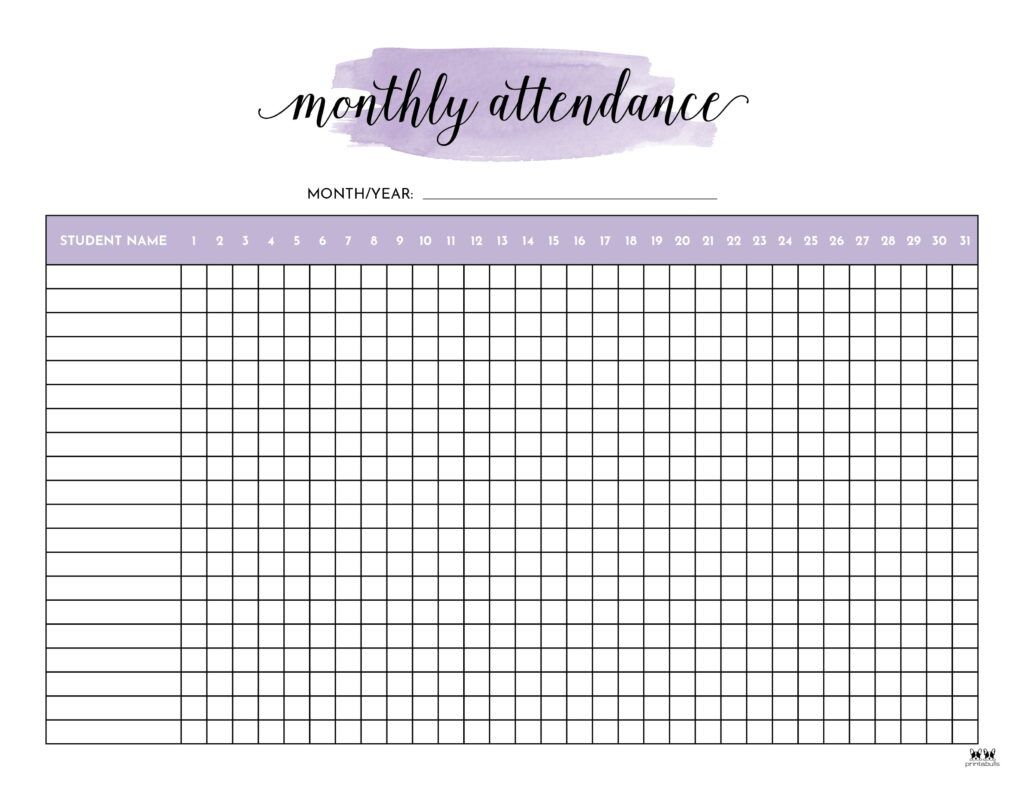 monthly attendance
MONTH/YEAR:
STUDENT NAME 1 2 3 4 5 6 7 8 9 10 11 12 13 14 15 16 17 18 19 20 21 22 23 24 25 26 27 28 29 30 31
printabulls